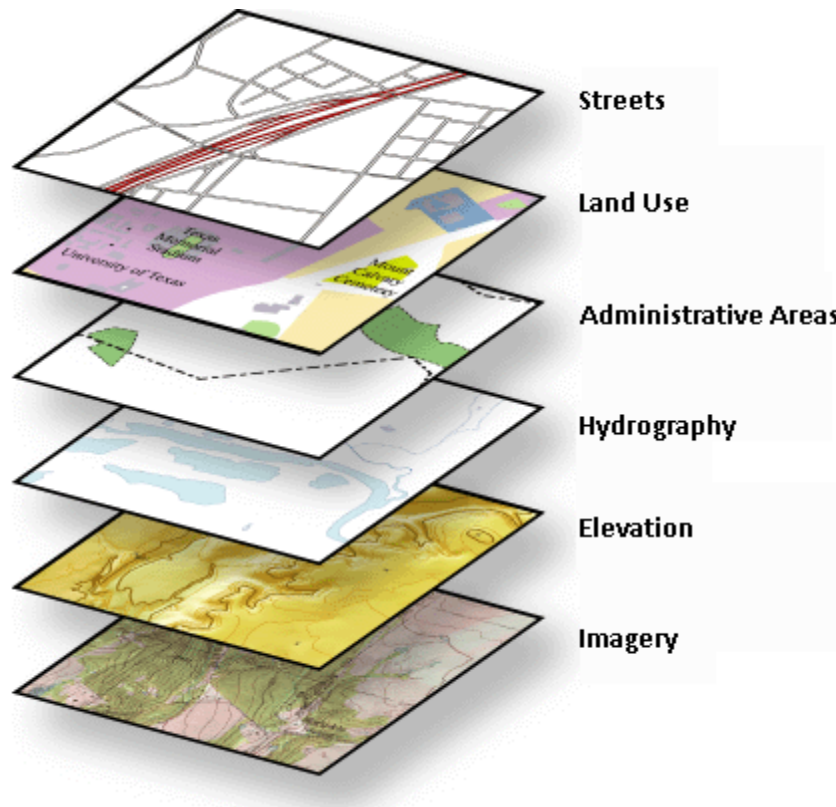 Streets
Land Use
Texas
Memorial
Stadium
University of Texas
Mount
Calvary
Cemetery
Administrative Areas
Hydrography
Elevation
Imagery